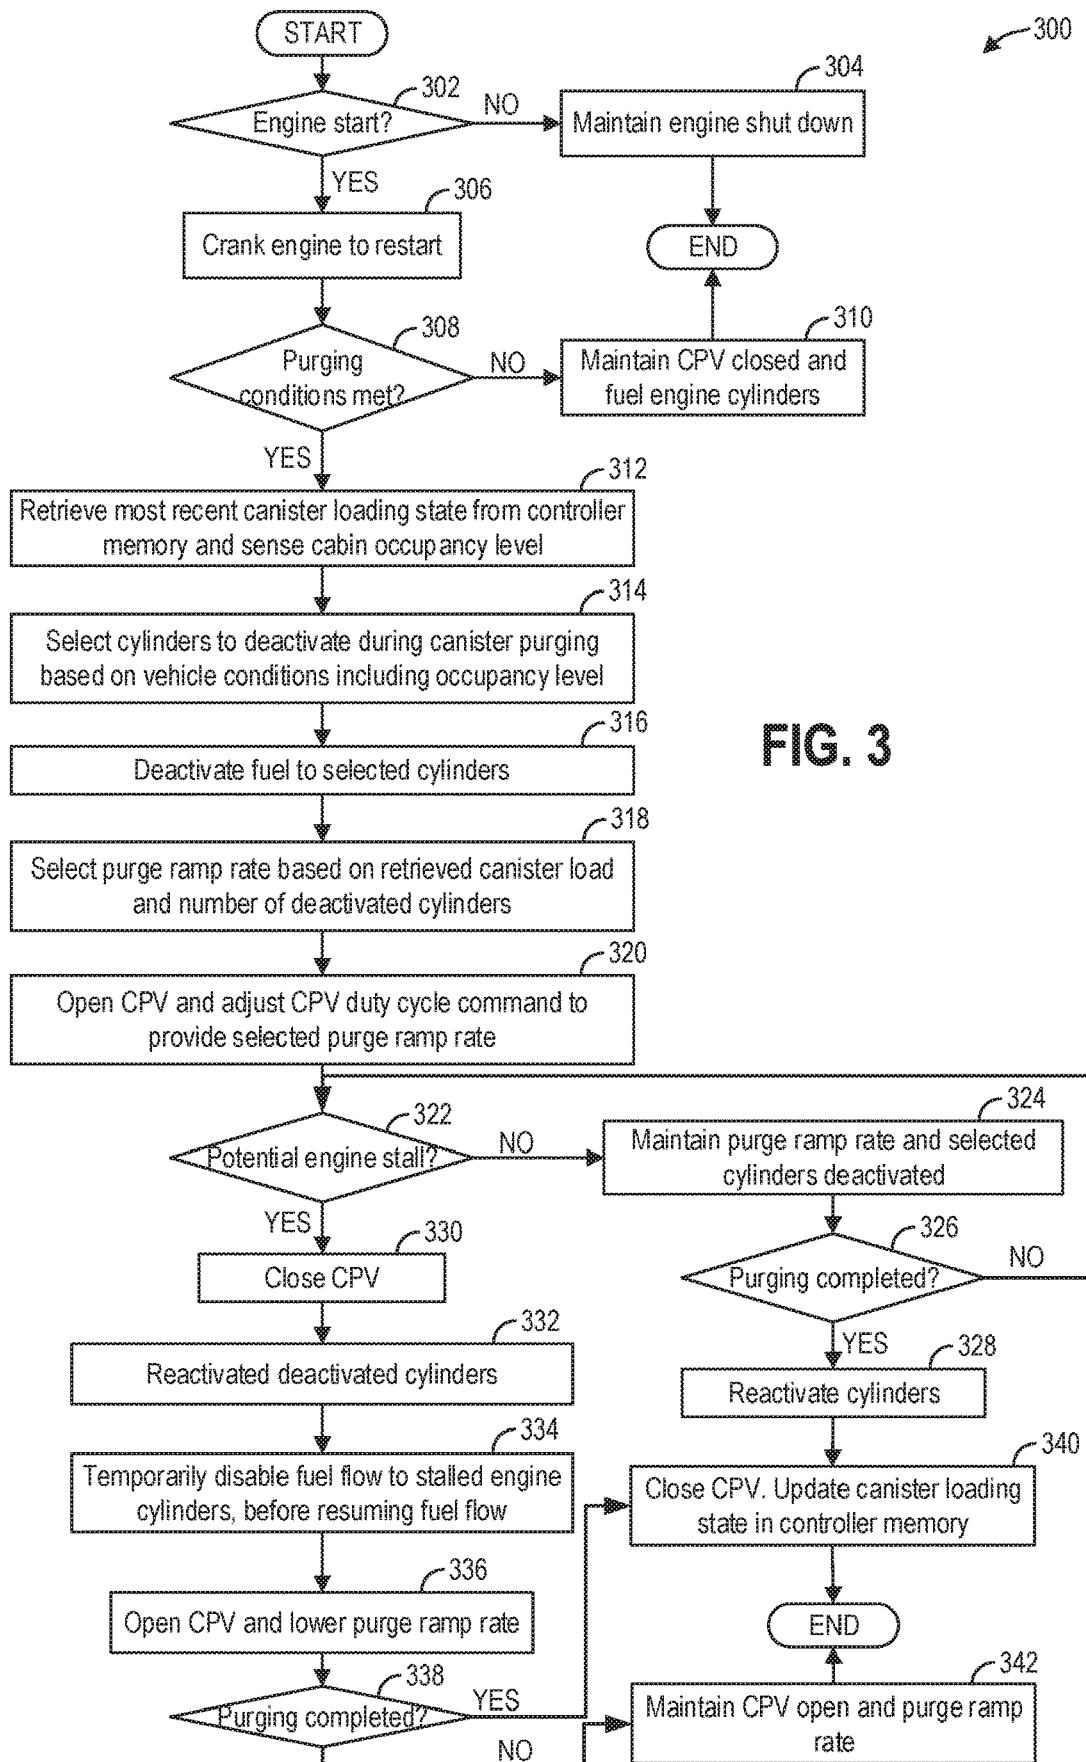 START
300
302
Engine start?
NO
304
Maintain engine shut down
YES
306
Crank engine to restart
END
308
Purging
conditions met?
NO
310
Maintain CPV closed and
fuel engine cylinders
YES
312
Retrieve most recent canister loading state from controller
memory and sense cabin occupancy level
314
Select cylinders to deactivate during canister purging
based on vehicle conditions including occupancy level
316
Deactivate fuel to selected cylinders
FIG. 3
318
Select purge ramp rate based on retrieved canister load
and number of deactivated cylinders
320
Open CPV and adjust CPV duty cycle command to
provide selected purge ramp rate
322
Potential engine stall?
NO
324
Maintain purge ramp rate and selected
cylinders deactivated
YES
326
Purging completed?
NO
330
Close CPV
YES
328
Reactivate cylinders
332
Reactivated deactivated cylinders
334
Temporarily disable fuel flow to stalled engine
cylinders, before resuming fuel flow
340
Close CPV. Update canister loading
state in controller memory
336
Open CPV and lower purge ramp rate
END
338
Purging completed?
YES
NO
342
Maintain CPV open and purge ramp
rate